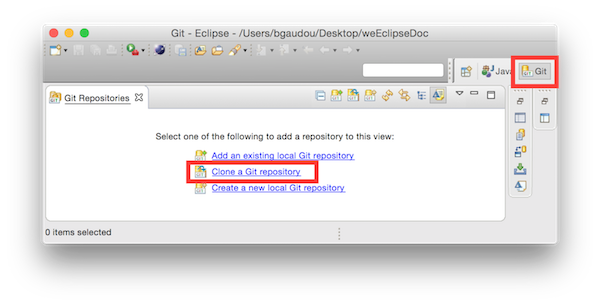 Git - Eclipse - /Users/bgaudou/Desktop/weEclipseDoc
Java
Git
Git Repositories
Select one of the following to add a repository to this view:
Add an existing local Git repository
Clone a Git repository
Create a new local Git repository
0 items selected